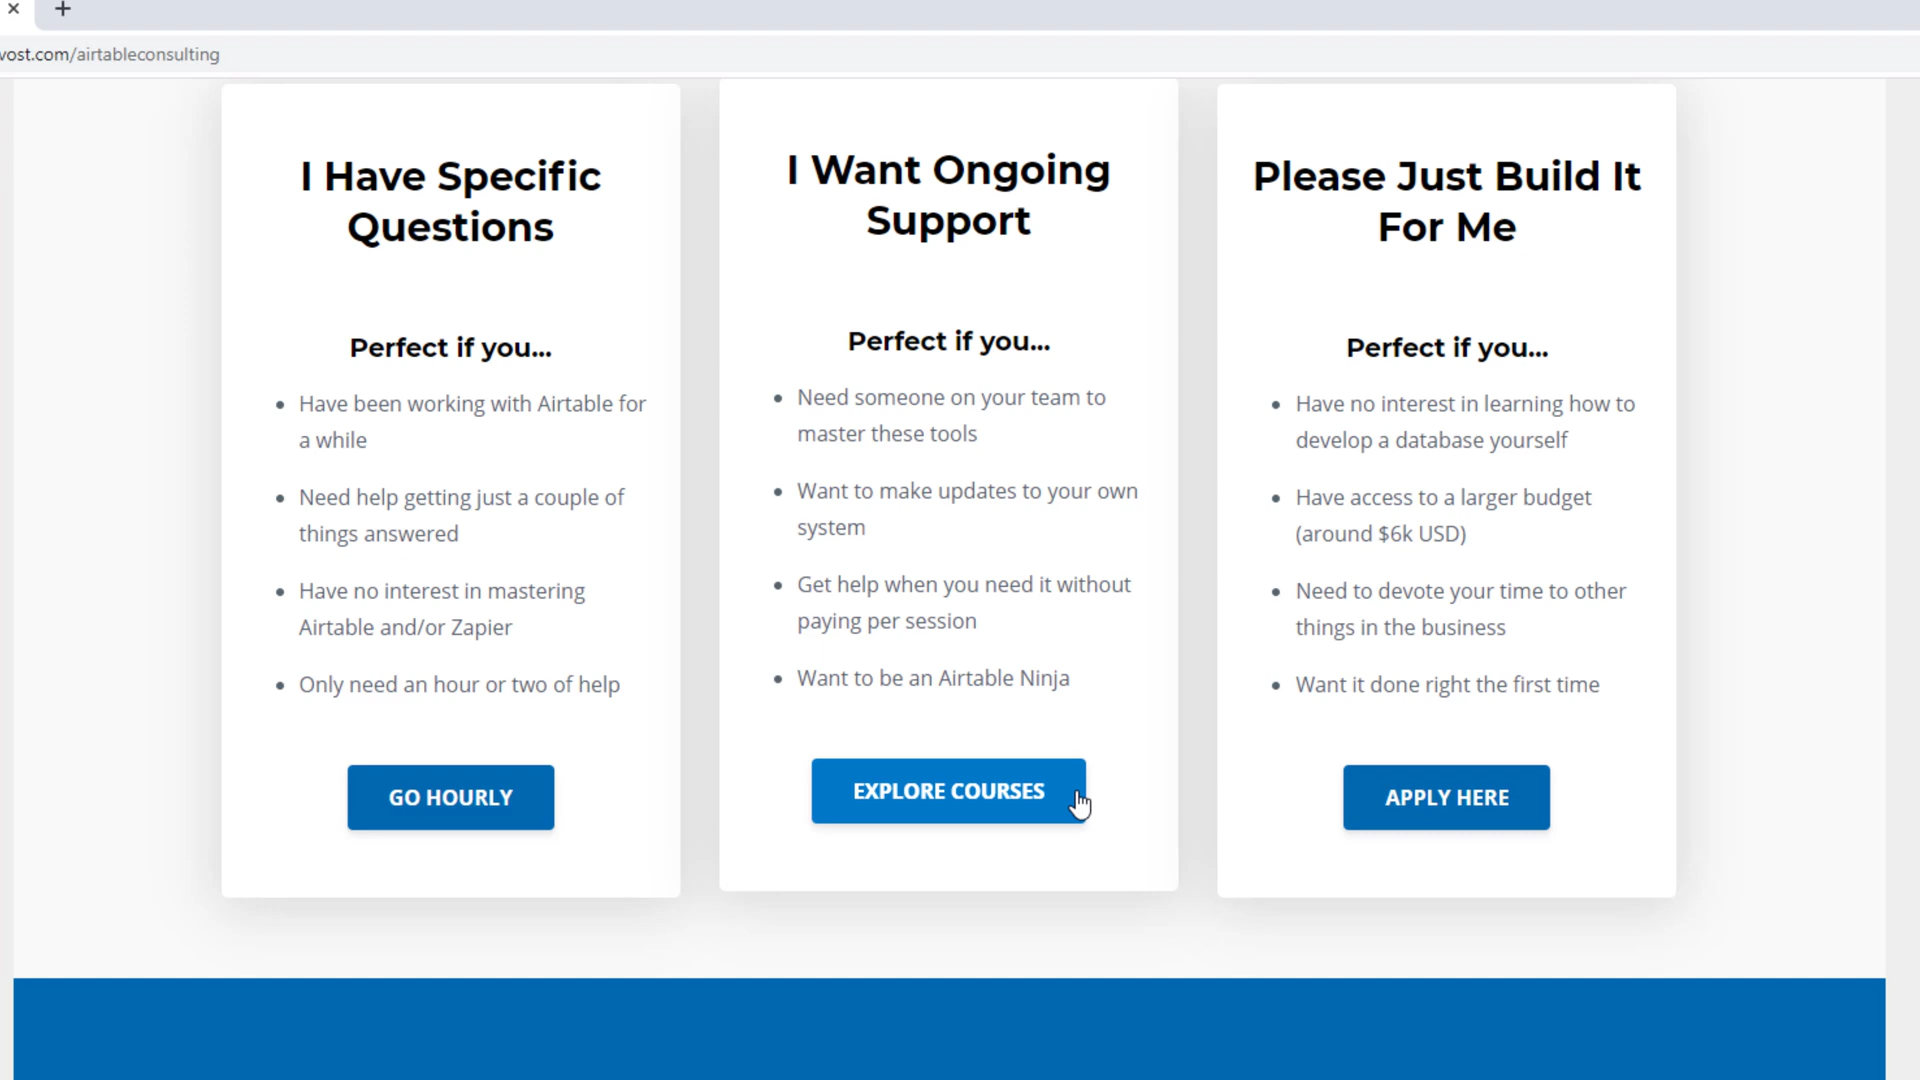 vost.com/airtableconsulting
I Have Specific
Questions
Perfect if you...
Have been working with Airtable for
a while
Need help getting just a couple of
things answered
Have no interest in mastering
Airtable and/or Zapier
Only need an hour or two of help
GO HOURLY
I Want Ongoing
Support
Perfect if you...
Need someone on your team to
master these tools
Want to make updates to your own
system
Get help when you need it without
paying per session
Want to be an Airtable Ninja
EXPLORE COURSES
Please Just Build It
For Me
Perfect if you...
Have no interest in learning how to
develop a database yourself
Have access to a larger budget
(around $6k USD)
Need to devote your time to other
things in the business
Want it done right the first time
APPLY HERE